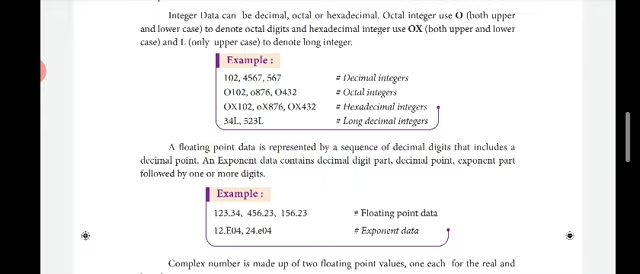 Integer Data can be decimal, octal or hexadecimal. Octal integer use O (both upper
and lower case) to denote octal digits and hexadecimal integer use OX (both upper and lower
case) and L (only upper case) to denote long integer.
Example :
102, 4567, 567 # Decimal integers
O102, o876, O432 # Octal integers
OX102, oX876, OX432 # Hexadecimal integers
34L, 523L # Long decimal integers
A floating point data is represented by a sequence of decimal digits that includes a
decimal point. An Exponent data contains decimal digit part, decimal point, exponent part
followed by one or more digits.
Example :
123.34, 456.23, 156.23 # Floating point data
12.E04, 24.e04 # Exponent data
Complex number is made up of two floating point values, one each for the real and